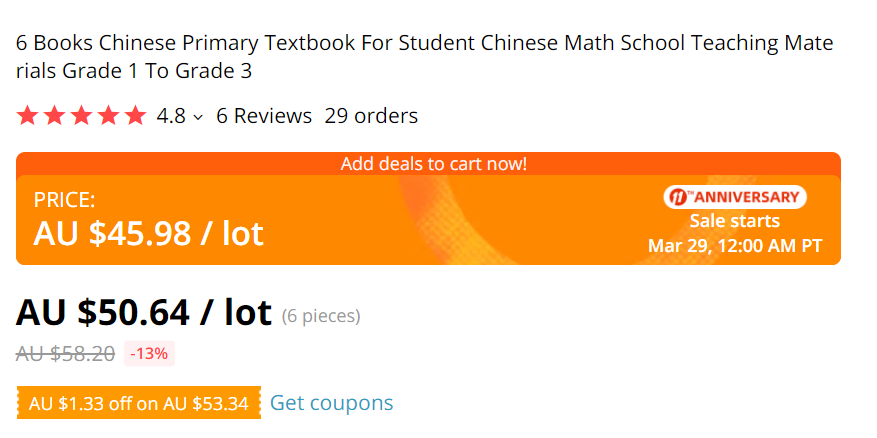 6 Books Chinese Primary Textbook For Student Chinese Math School Teaching Mate
rials Grade 1 To Grade 3
4.8 6 Reviews 29 orders
Add deals to cart now!
PRICE:
AU $45.98 / lot
11TH ANNIVERSARY
Sale starts
Mar 29, 12:00 AM PT
AU $50.64 / lot (6 pieces)
AU $58.20 -13%
AU $1.33 off on AU $53.34 Get coupons